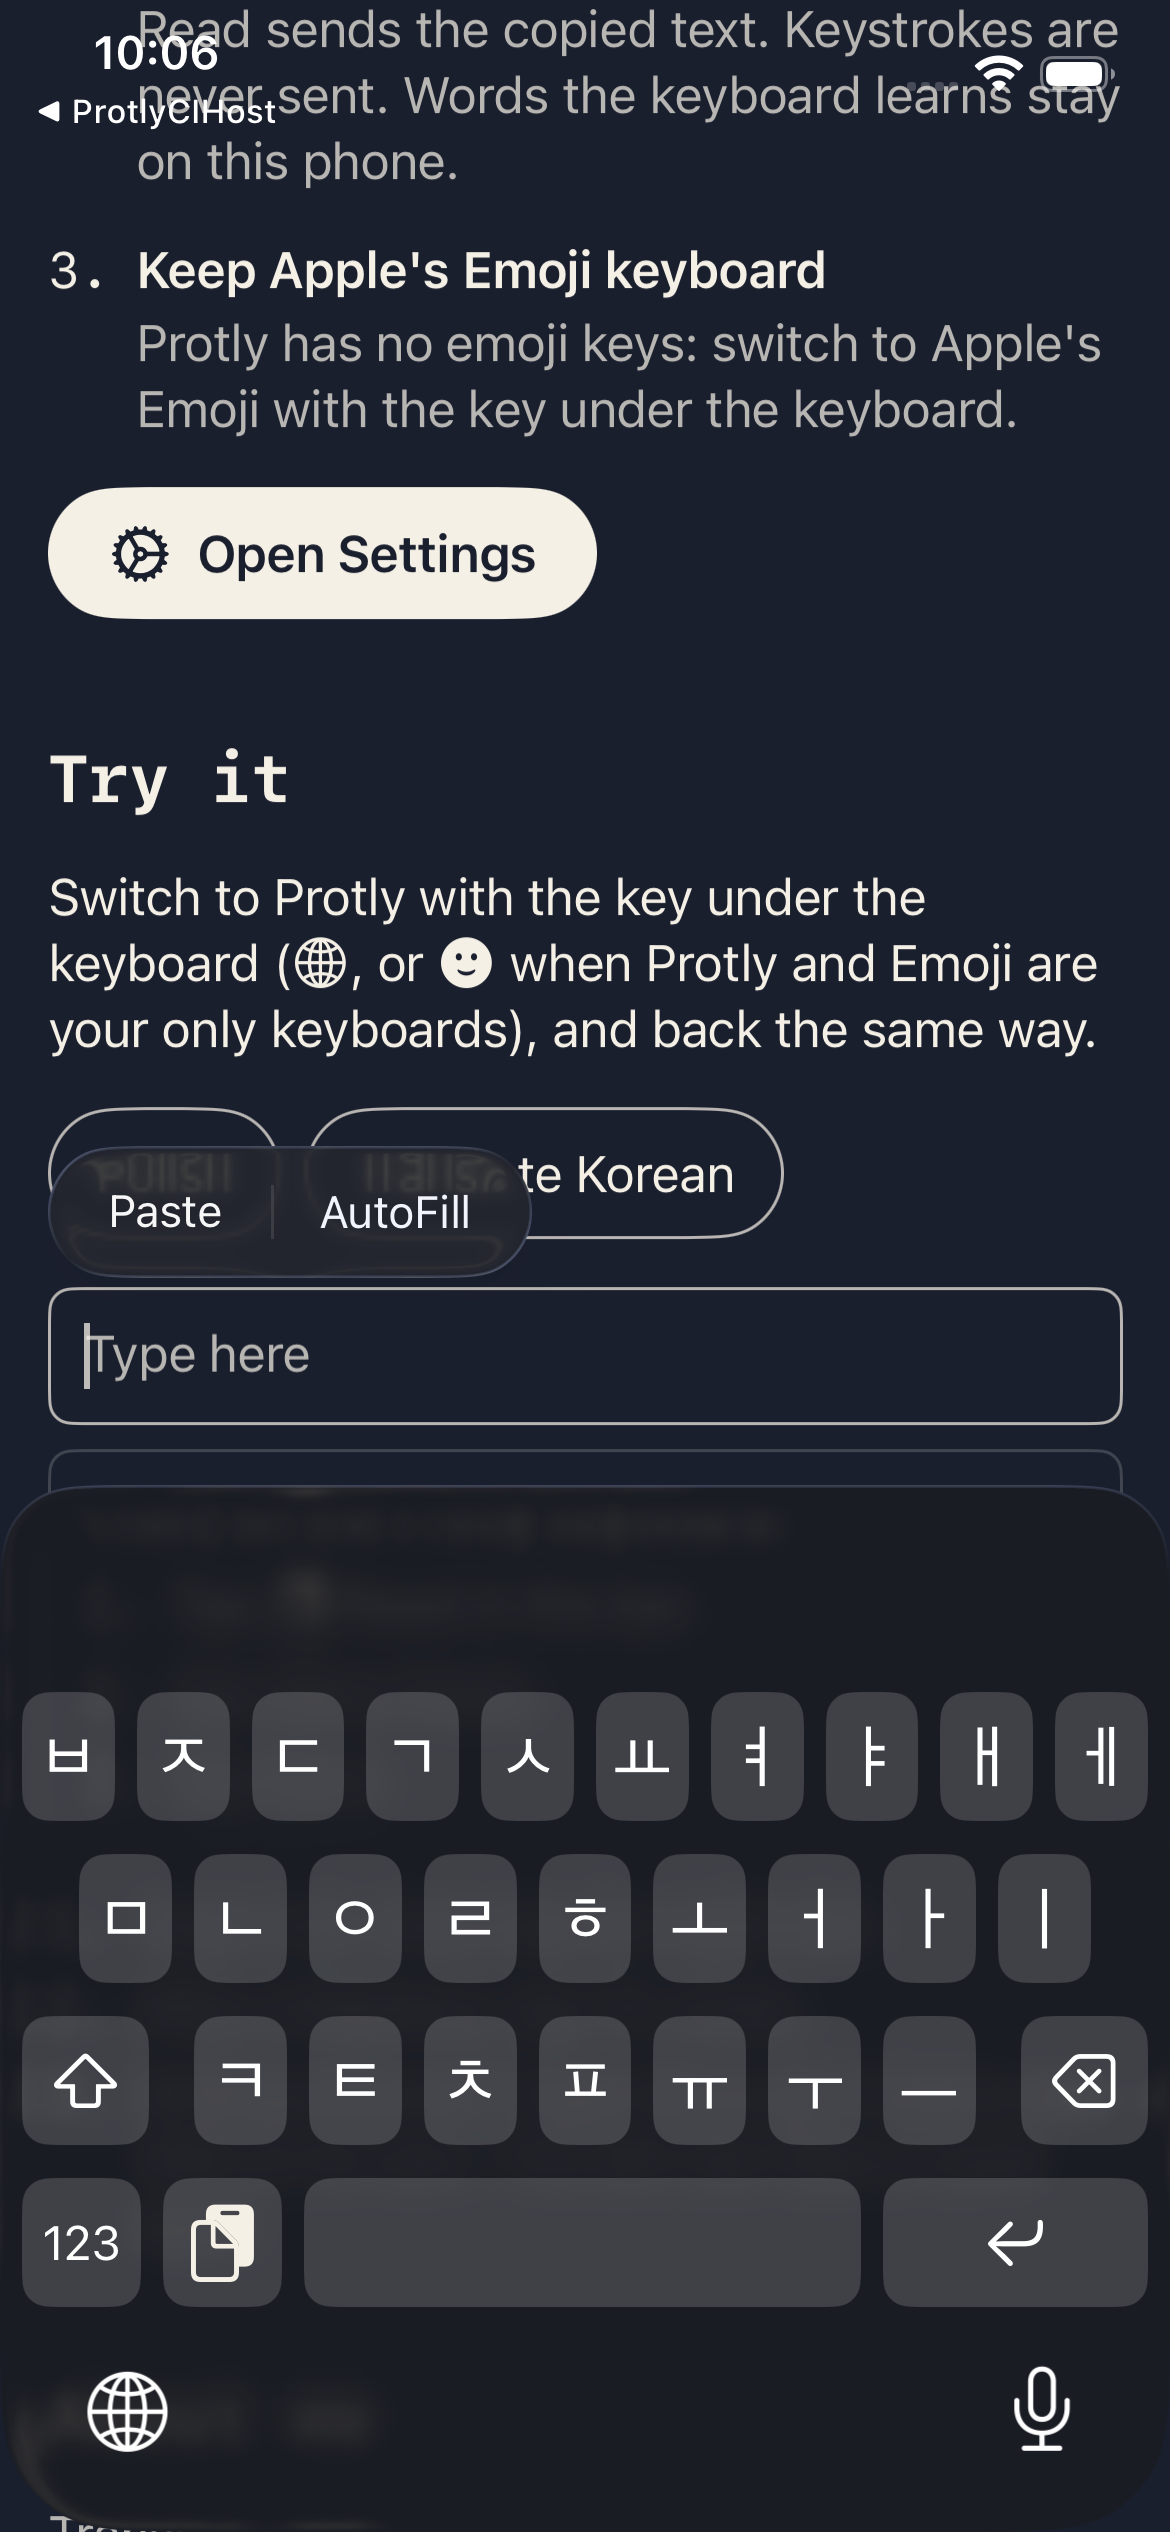 Read sends the copied text. Keystrokes are
10:06
never sent. Words the keyboard learns stay
ProtlyCIHost
on this phone.
3. Keep Apple's Emoji keyboard
Protly has no emoji keys: switch to Apple's
Emoji with the key under the keyboard.
Open Settings
Try it
Switch to Protly with the key under the
keyboard (🌐, or 🙂 when Protly and Emoji are
your only keyboards), and back the same way.
te Korean
Paste AutoFill
Type here
ㅂ ㅈ ㄷ ㄱ ㅅ ㅛ ㅕ ㅑ ㅐ ㅔ
ㅁ ㄴ ㅇ ㄹ ㅎ ㅗ ㅓ ㅏ ㅣ
ㅋ ㅌ ㅊ ㅍ ㅠ ㅜ ㅡ
123